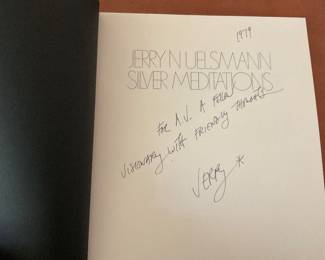 1979
JERRY N UELSMANN
SILVER MEDITATIONS
FOR A.V. A FELLOW
VISIONARY WITH FRIENDLY THOUGHTS
JERRY *